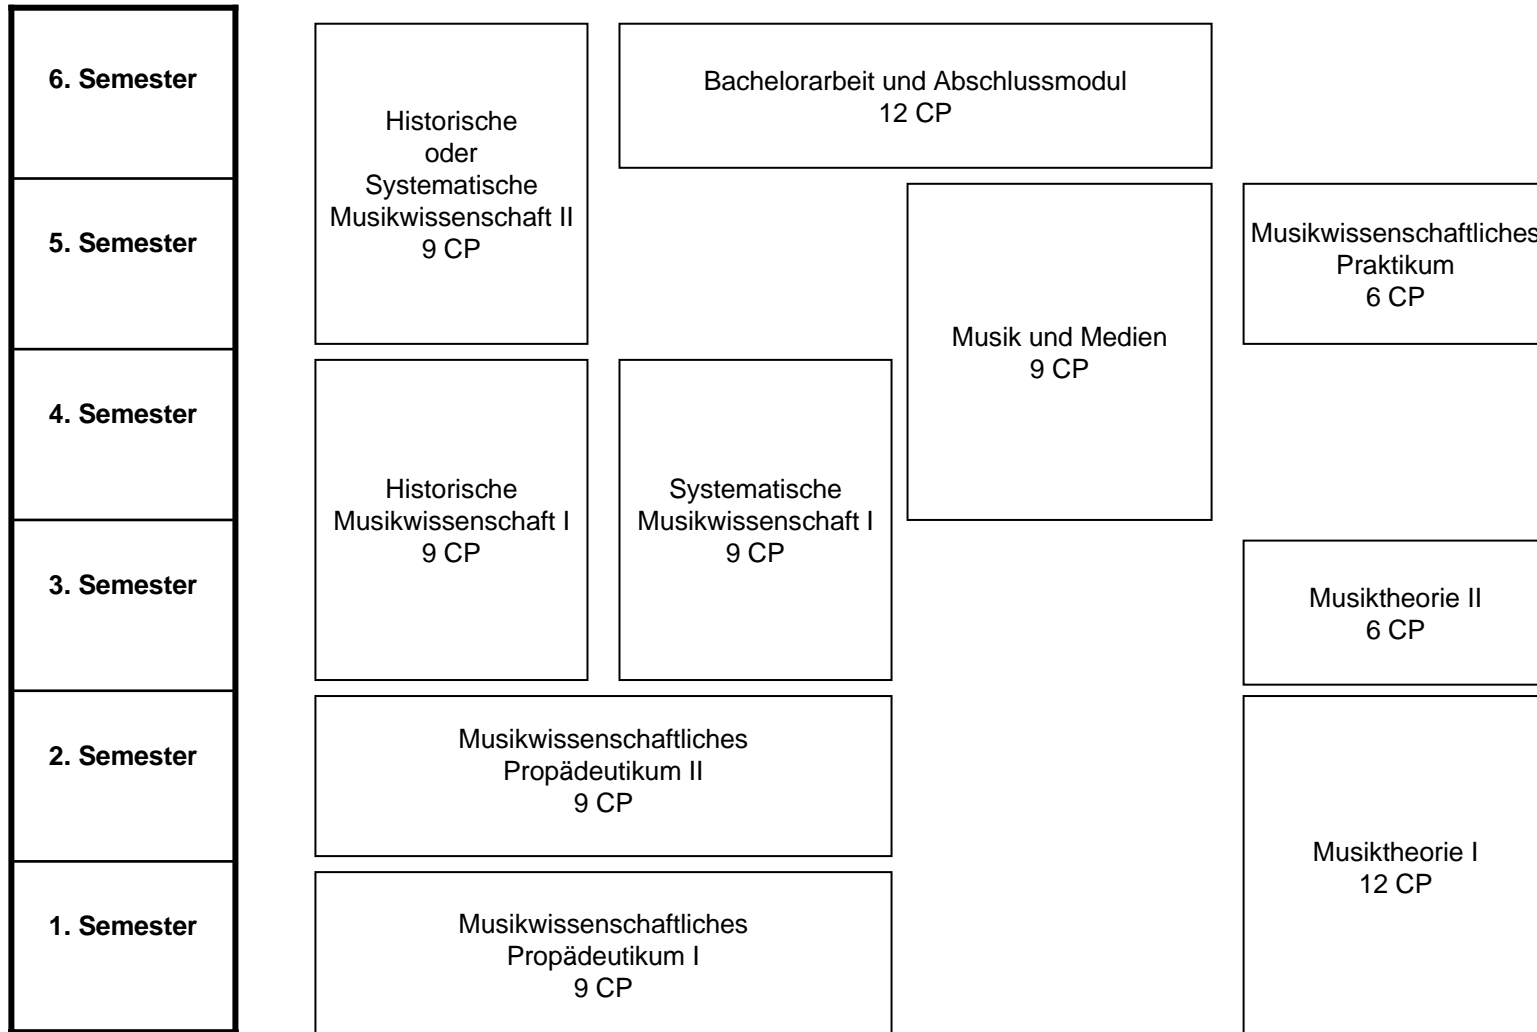 6. Semester
Historische
oder
Systematische
Musikwissenschaft II
9 CP
Bachelorarbeit und Abschlussmodul
12 CP
5. Semester
Musik und Medien
9 CP
Musikwissenschaftliches
Praktikum
6 CP
4. Semester
Historische
Musikwissenschaft I
9 CP
Systematische
Musikwissenschaft I
9 CP
3. Semester
Musiktheorie II
6 CP
2. Semester
Musikwissenschaftliches
Propädeutikum II
9 CP
Musiktheorie I
12 CP
1. Semester
Musikwissenschaftliches
Propädeutikum I
9 CP